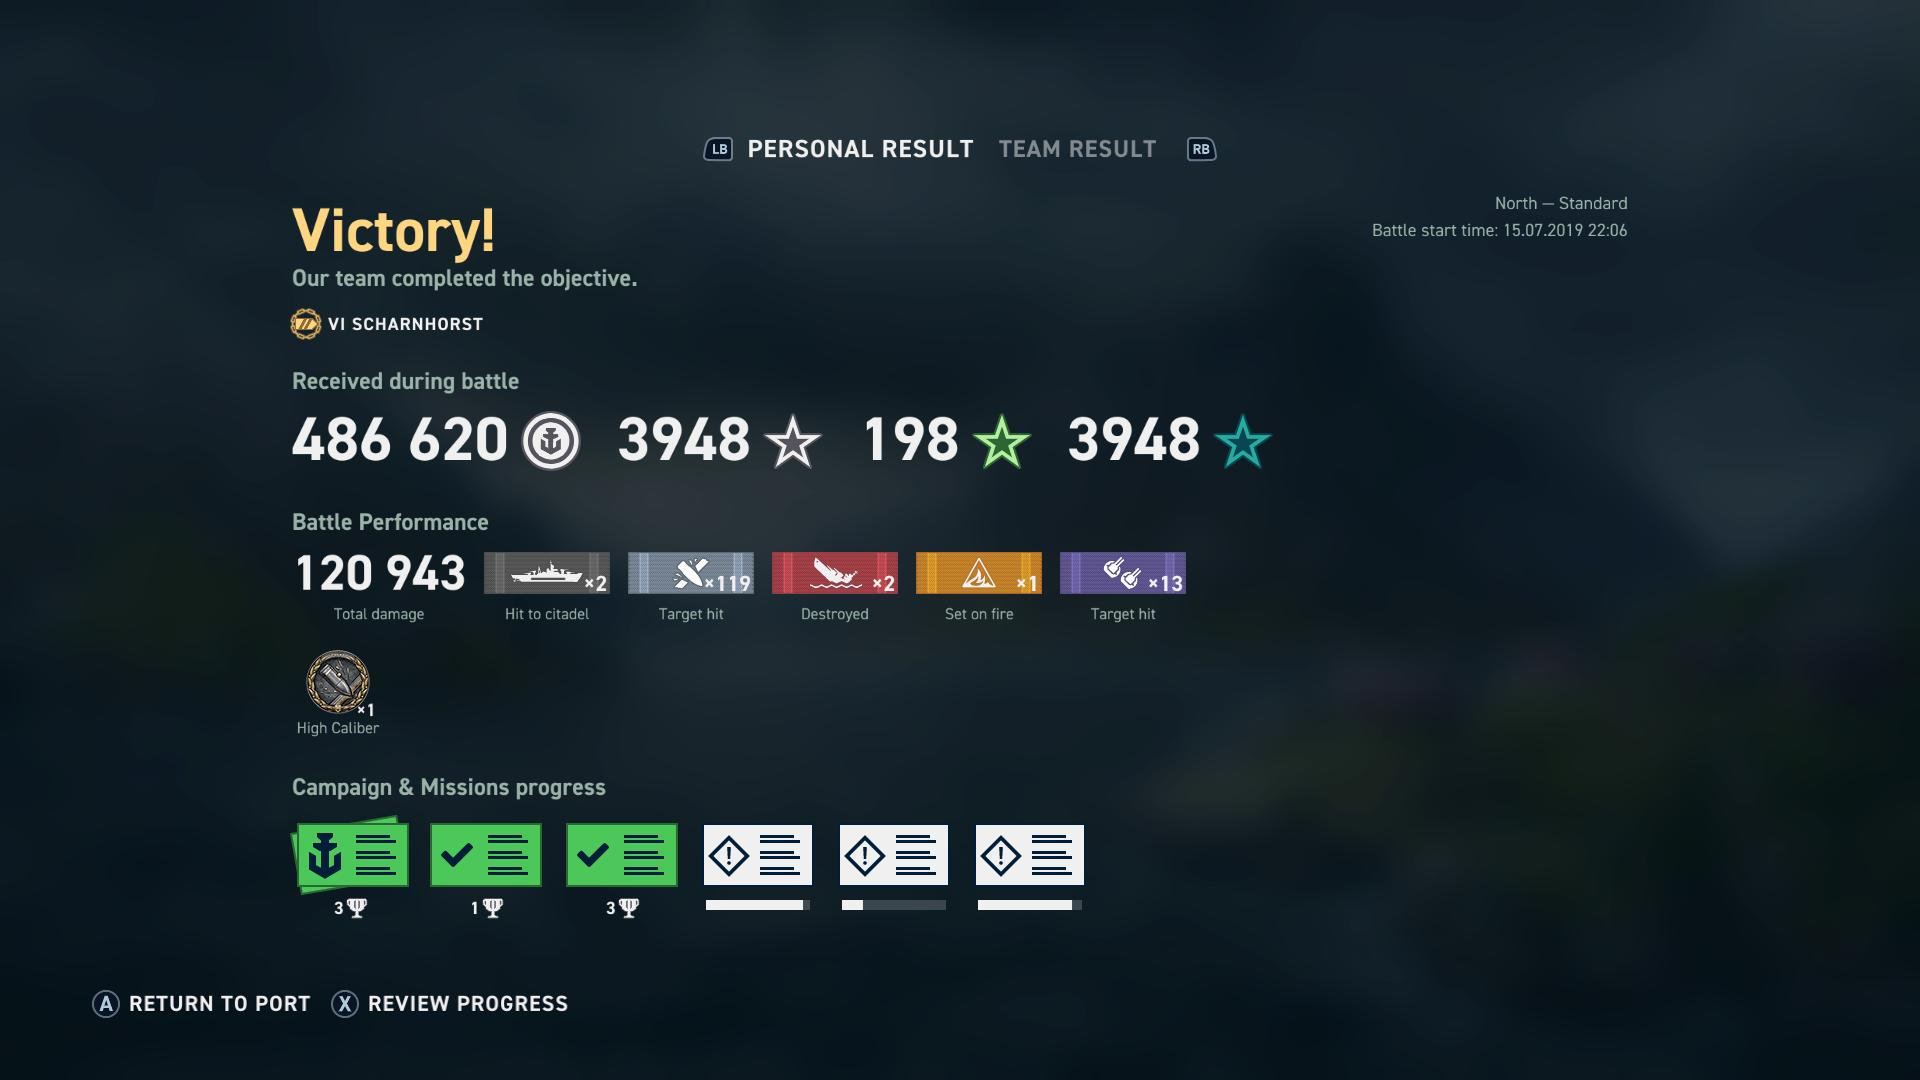 LB PERSONAL RESULT TEAM RESULT RB
North — Standard
Battle start time: 15.07.2019 22:06
Victory!
Our team completed the objective.
VI SCHARNHORST
Received during battle
486 620 3948 198 3948
Battle Performance
120 943 ×2 ×119 ×2 ×1 ×13
Total damage Hit to citadel Target hit Destroyed Set on fire Target hit
×1
High Caliber
Campaign & Missions progress
! ! !
3 1 3
A RETURN TO PORT X REVIEW PROGRESS